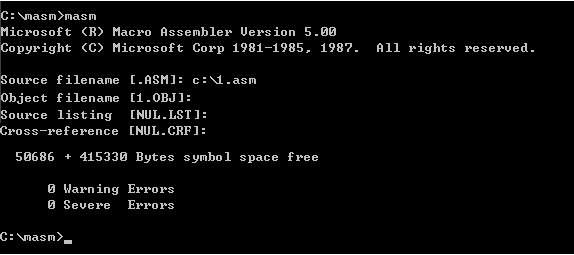 C:\masm>masm
Microsoft (R) Macro Assembler Version 5.00
Copyright (C) Microsoft Corp 1981-1985, 1987.  All rights reserved.
Source filename [.ASM]: c:\1.asm
Object filename [1.OBJ]:
Source listing  [NUL.LST]:
Cross-reference [NUL.CRF]:
  50686 + 415330 Bytes symbol space free
      0 Warning Errors
      0 Severe  Errors
C:\masm>_